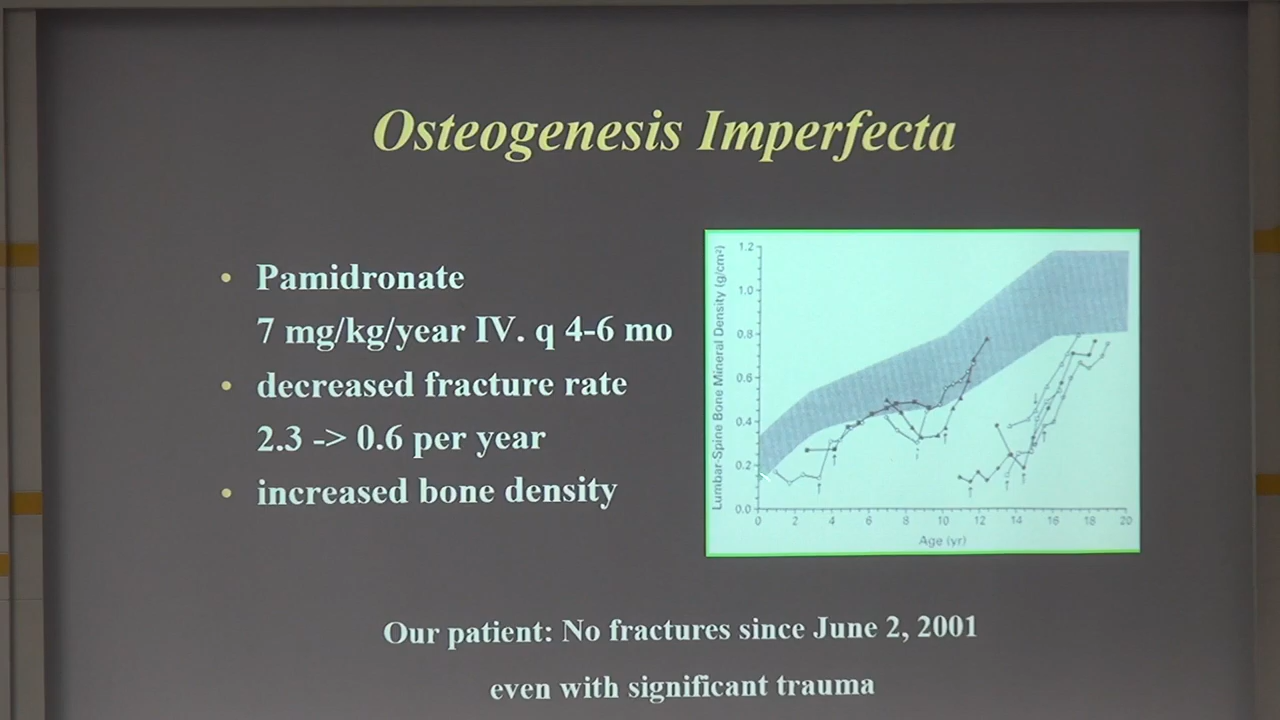 Osteogenesis Imperfecta
• Pamidronate
7 mg/kg/year IV. q 4-6 mo
• decreased fracture rate
2.3 -> 0.6 per year
• increased bone density
Lumbar-Spine Bone Mineral Density (g/cm²)
1.2
1.0
0.8
0.6
0.4
0.2
0.0
0 2 4 6 8 10 12 14 16 18 20
Age (yr)
Our patient: No fractures since June 2, 2001
even with significant trauma